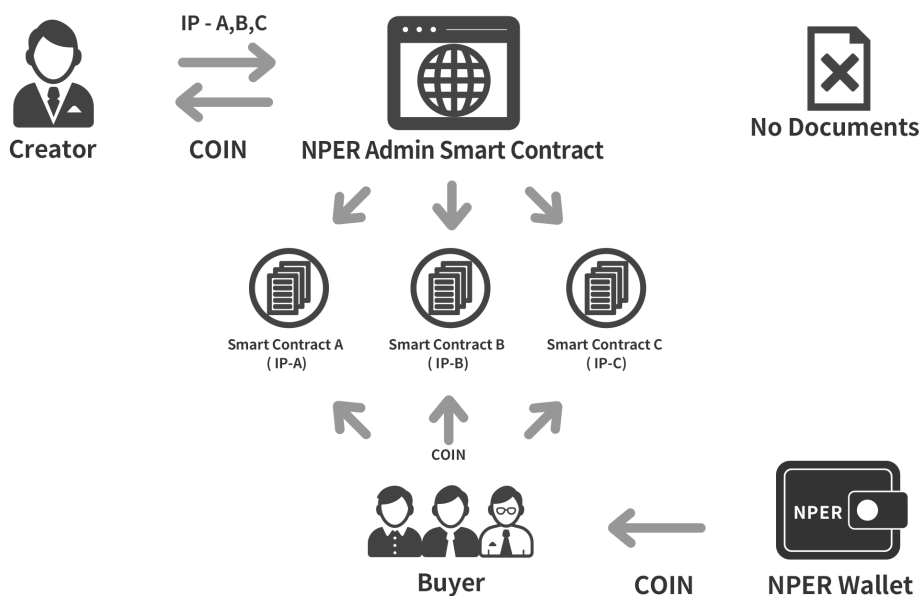 IP - A,B,C
Creator
COIN
NPER Admin Smart Contract
No Documents
Smart Contract A
( IP-A)
Smart Contract B
( IP-B)
Smart Contract C
( IP-C)
COIN
Buyer
COIN
NPER
NPER Wallet